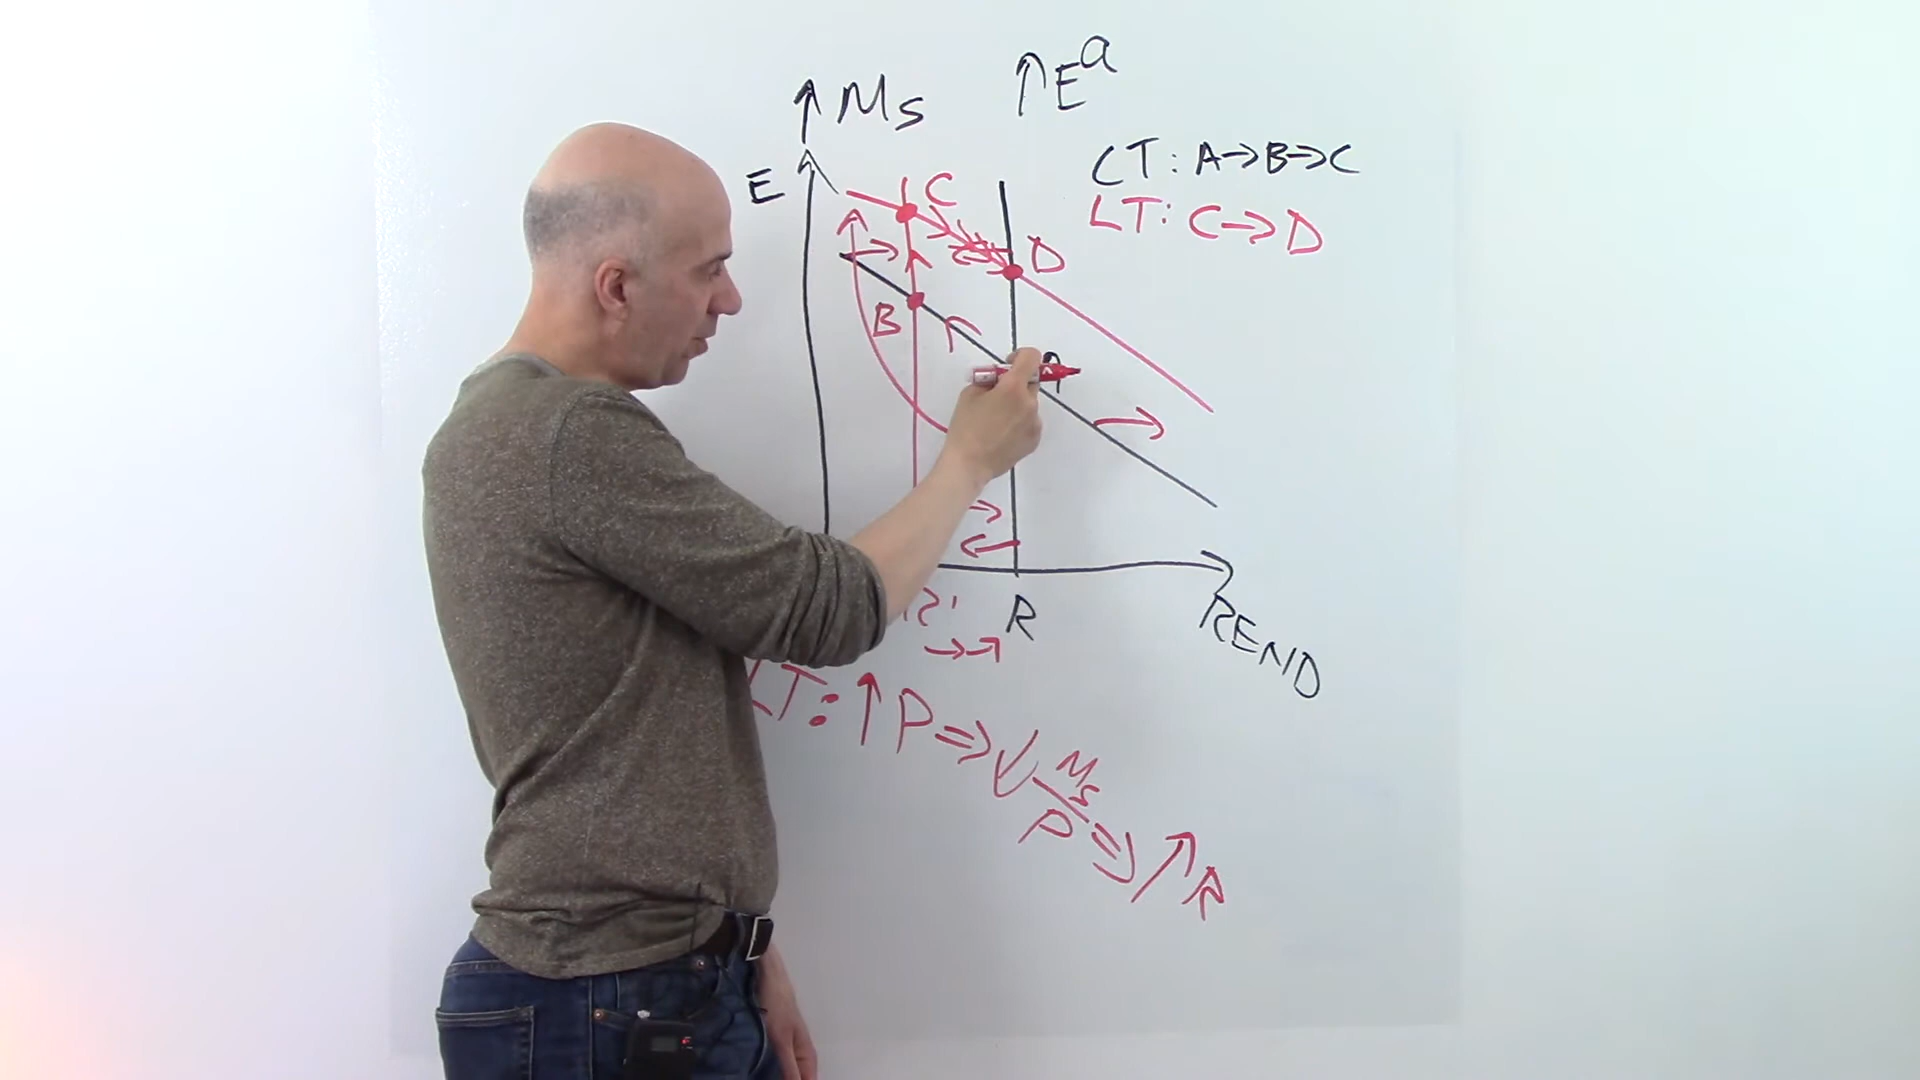 ↑ Ms
↑ E^a
CT: A→B→C
LT: C→D
E
C
D
B
R'
R
REND
LT: ↑ P ⇒ ↓ Ms/P ⇒ ↑ R